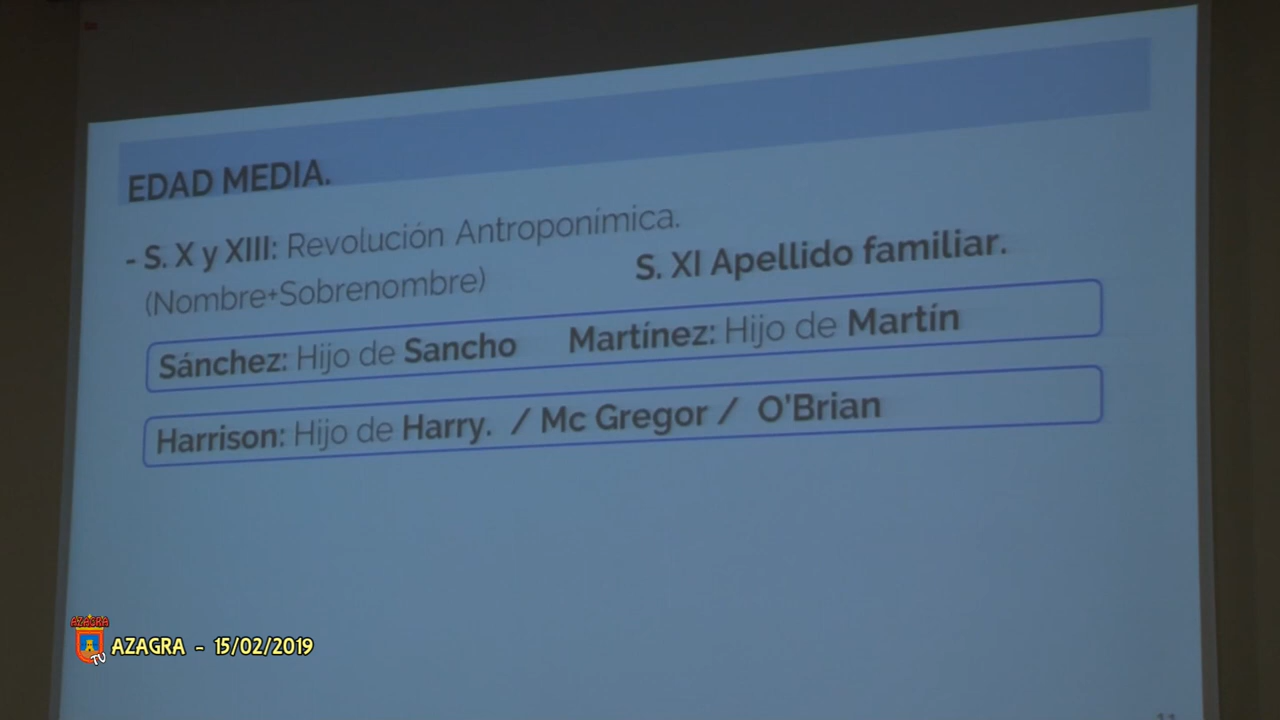 EDAD MEDIA.
- S. X y XIII: Revolución Antroponímica.
(Nombre+Sobrenombre) S. XI Apellido familiar.
Sánchez: Hijo de Sancho Martínez: Hijo de Martín
Harrison: Hijo de Harry. / Mc Gregor / O'Brian
AZAGRA
TV
AZAGRA - 15/02/2019
11